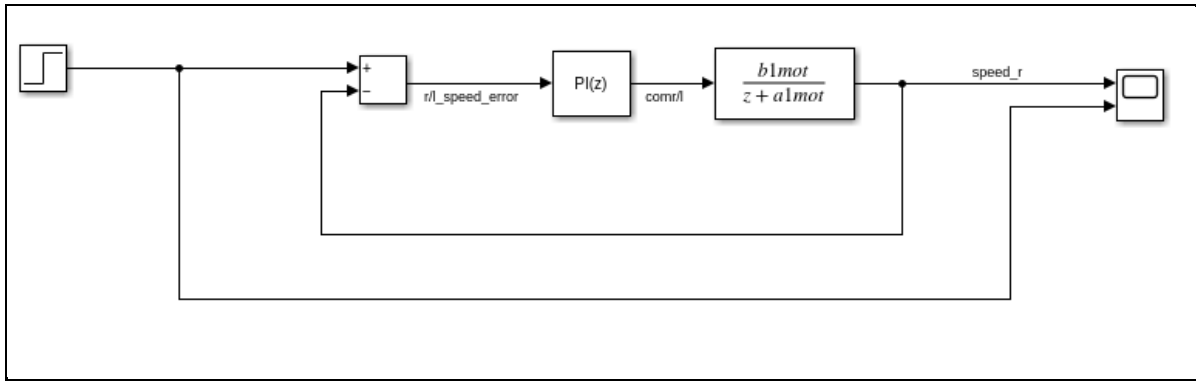 +
−
r/l_speed_error
PI(z)
comr/l
b1mot
z + a1mot
speed_r